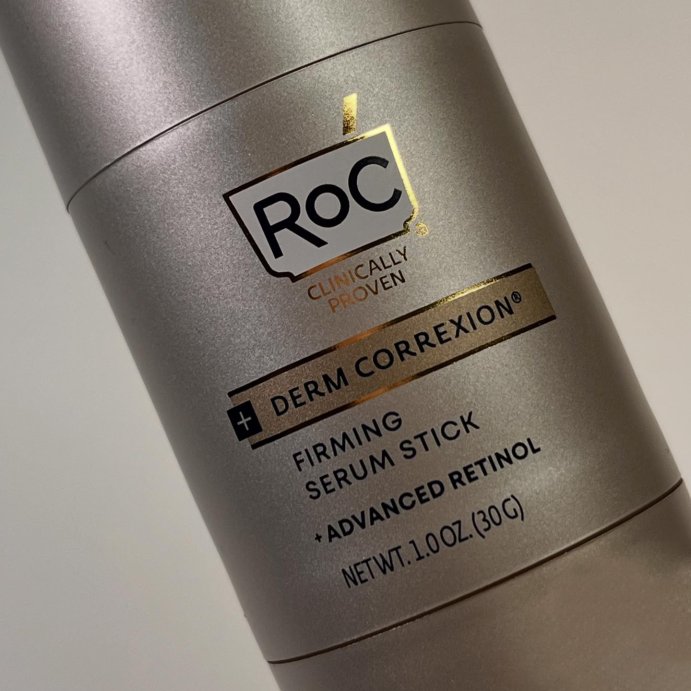 RoC®
CLINICALLY
PROVEN
+ DERM CORREXION®
FIRMING
SERUM STICK
+ADVANCED RETINOL
NET WT. 1.0 OZ. (30G)